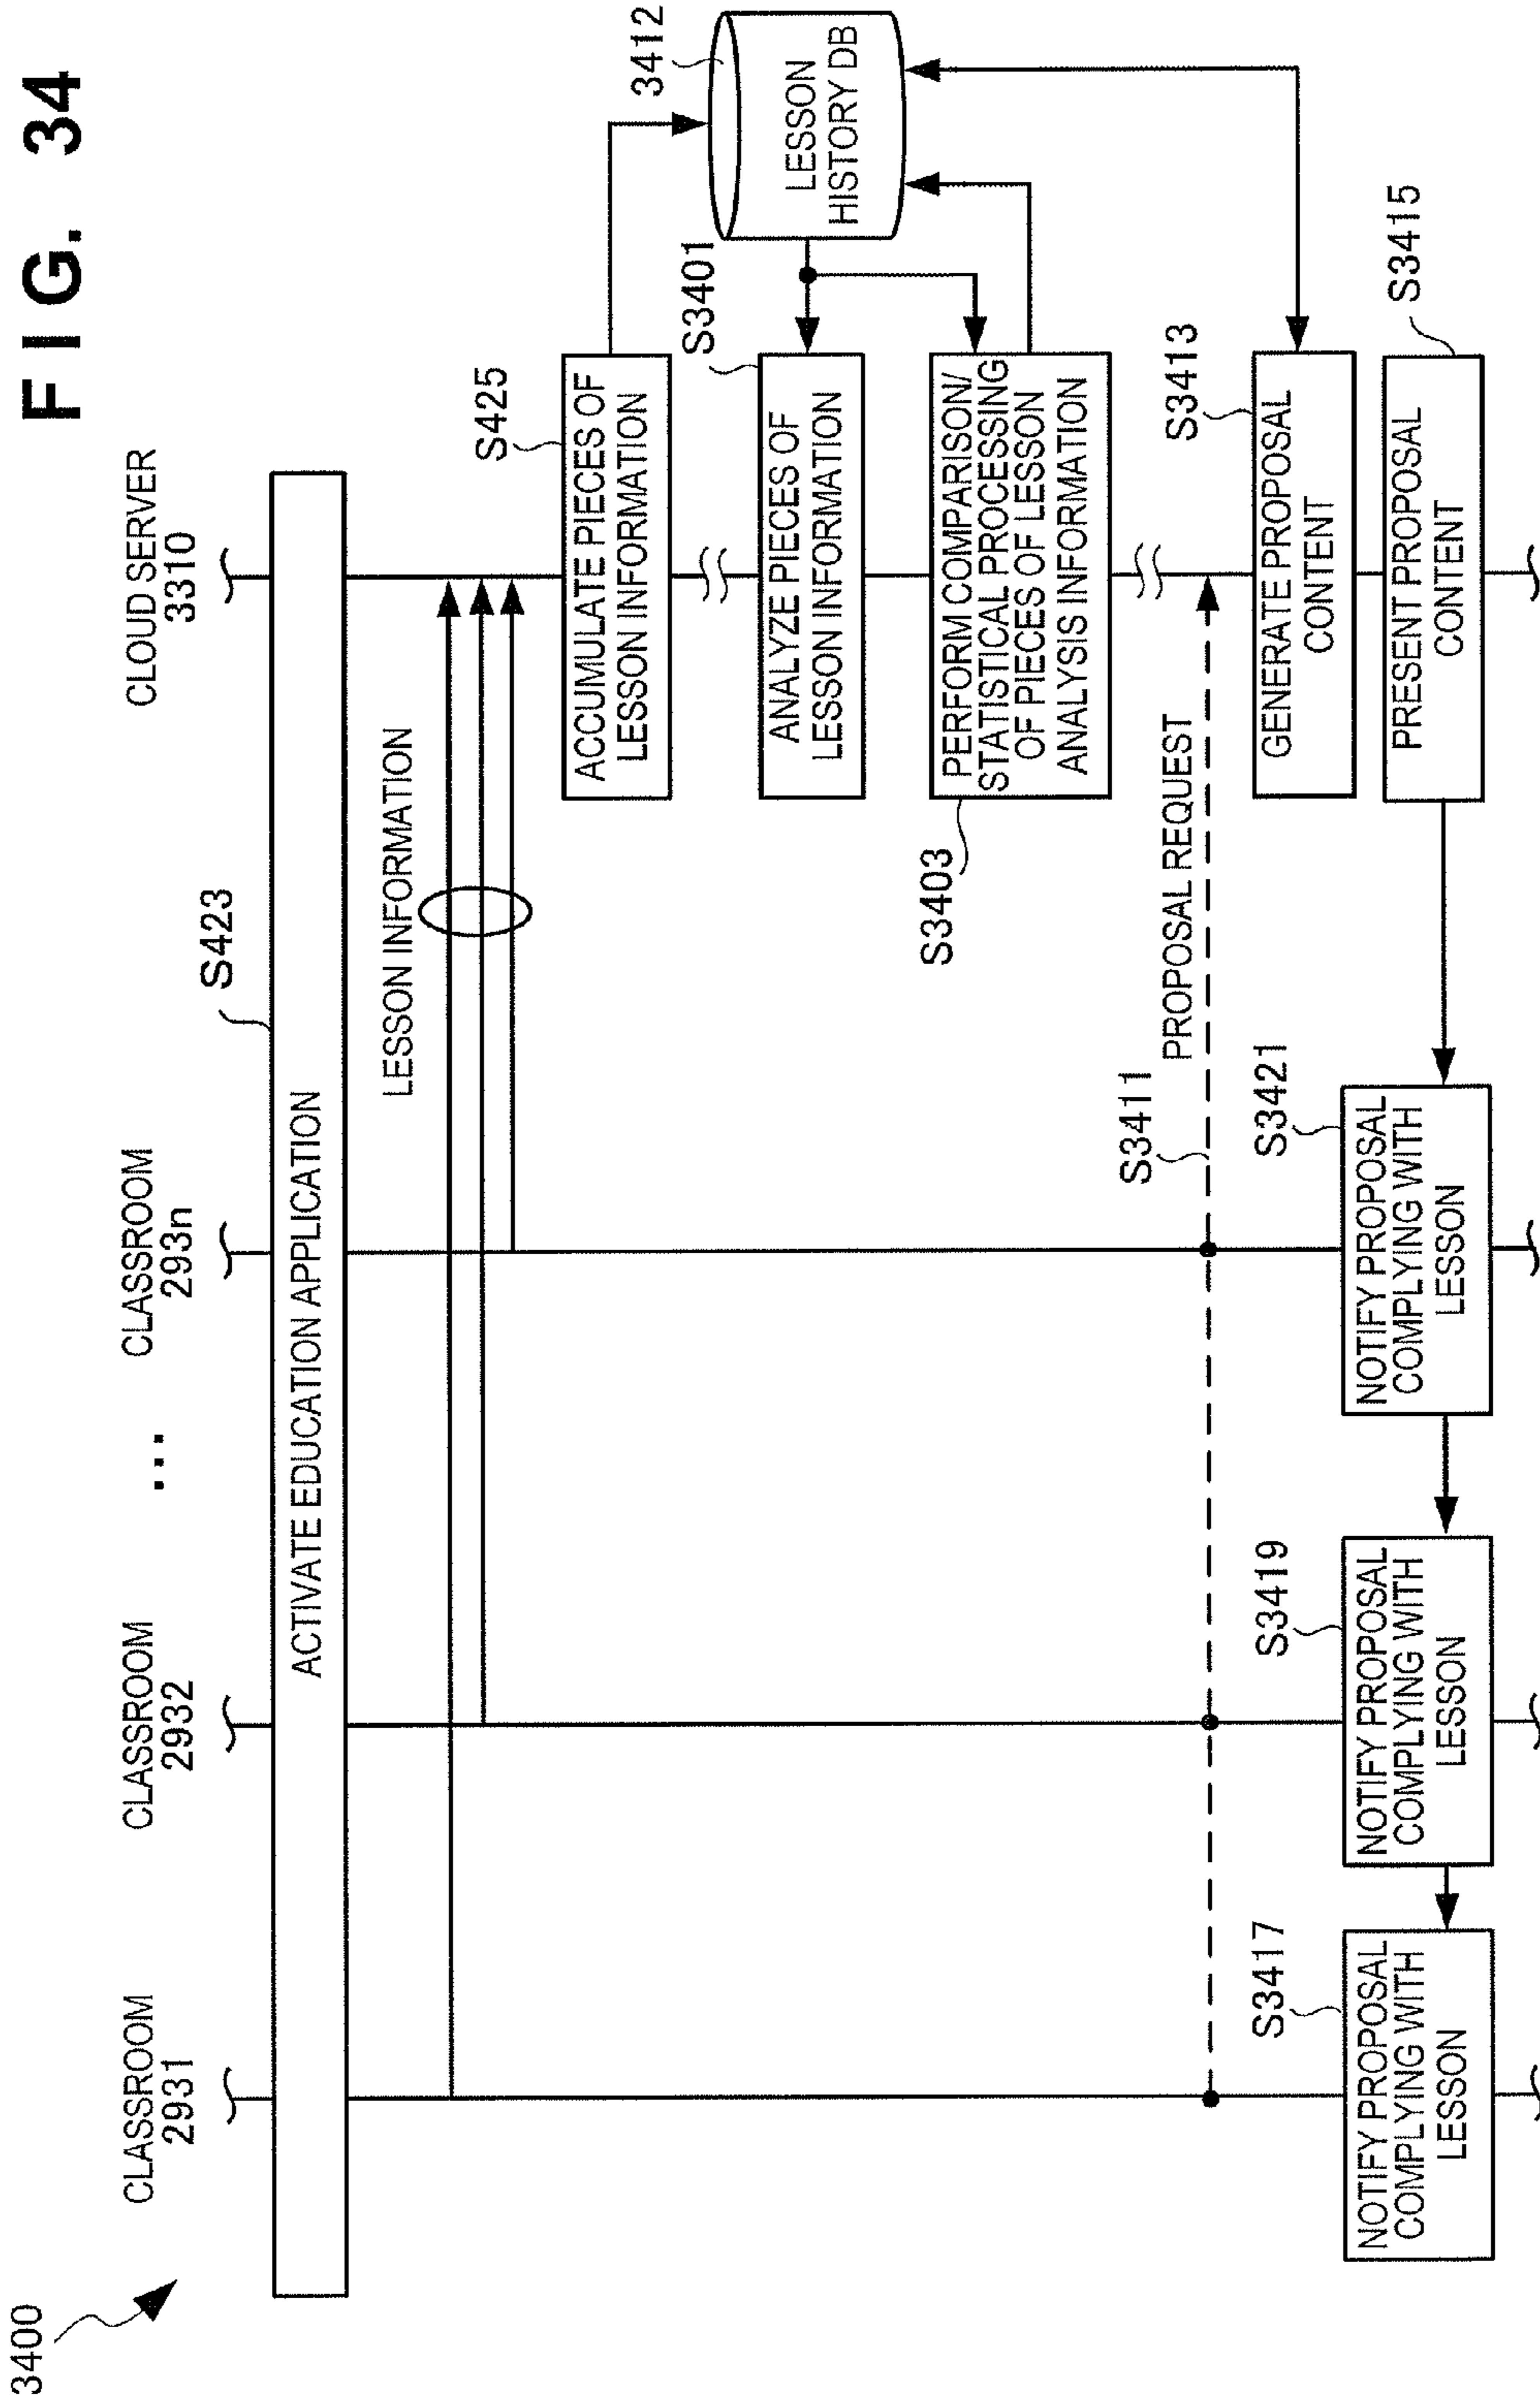 FIG. 34
3400
CLASSROOM
2931
CLASSROOM
2932
...
CLASSROOM
293n
CLOUD SERVER
3310
S423
ACTIVATE EDUCATION APPLICATION
LESSON INFORMATION
S425
ACCUMULATE PIECES OF
LESSON INFORMATION
3412
LESSON
HISTORY DB
S3401
ANALYZE PIECES OF
LESSON INFORMATION
PERFORM COMPARISON/
STATISTICAL PROCESSING
OF PIECES OF LESSON
ANALYSIS INFORMATION
S3403
S3411
PROPOSAL REQUEST
S3413
GENERATE PROPOSAL
CONTENT
S3415
PRESENT PROPOSAL
CONTENT
S3417
NOTIFY PROPOSAL
COMPLYING WITH
LESSON
S3419
NOTIFY PROPOSAL
COMPLYING WITH
LESSON
S3421
NOTIFY PROPOSAL
COMPLYING WITH
LESSON